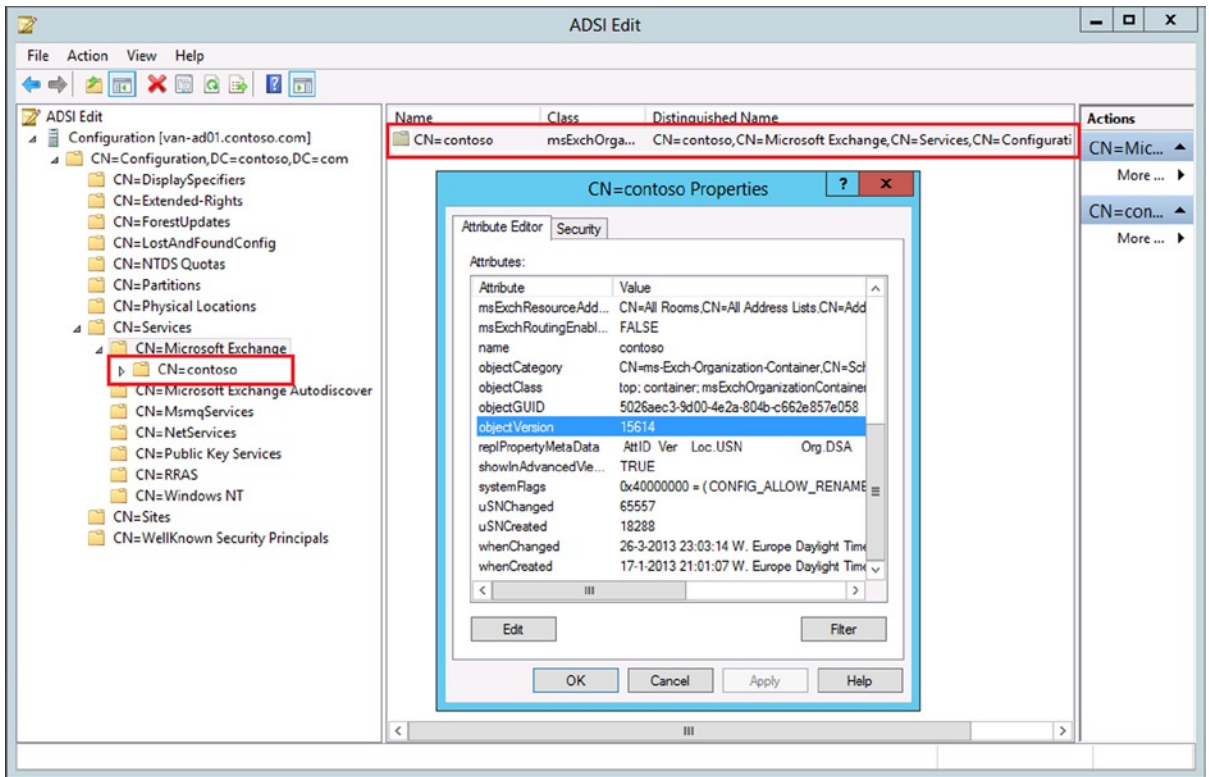 ADSI Edit
File Action View Help
ADSI Edit
Configuration [van-ad01.contoso.com]
CN=Configuration,DC=contoso,DC=com
CN=DisplaySpecifiers
CN=Extended-Rights
CN=ForestUpdates
CN=LostAndFoundConfig
CN=NTDS Quotas
CN=Partitions
CN=Physical Locations
CN=Services
CN=Microsoft Exchange
CN=contoso
CN=Microsoft Exchange Autodiscover
CN=MsmqServices
CN=NetServices
CN=Public Key Services
CN=RRAS
CN=Windows NT
CN=Sites
CN=WellKnown Security Principals
Name Class Distinguished Name
CN=contoso msExchOrga... CN=contoso,CN=Microsoft Exchange,CN=Services,CN=Configurati
CN=contoso Properties
Attribute Editor Security
Attributes:
Attribute Value
msExchResourceAdd... CN=All Rooms,CN=All Address Lists,CN=Add
msExchRoutingEnabl... FALSE
name contoso
objectCategory CN=ms-Exch-Organization-Container,CN=Sch
objectClass top; container; msExchOrganizationContainer
objectGUID 5026aec3-9d00-4e2a-804b-c662e857e058
objectVersion 15614
replPropertyMetaData AttID Ver Loc.USN Org.DSA
showInAdvancedVie... TRUE
systemFlags 0x40000000 = ( CONFIG_ALLOW_RENAME
uSNChanged 65557
uSNCreated 18288
whenChanged 26-3-2013 23:03:14 W. Europe Daylight Time
whenCreated 17-1-2013 21:01:07 W. Europe Daylight Time
Edit Filter
OK Cancel Apply Help
Actions
CN=Mic...
More ...
CN=con...
More ...